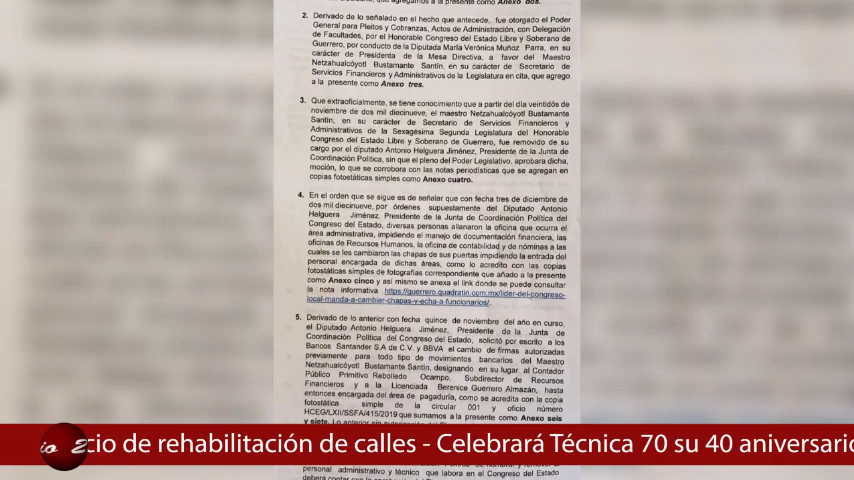 que agregamos a la presente como Anexo dos.
2. Derivado de lo señalado en el hecho que antecede, fue otorgado el Poder
General para Pleitos y Cobranzas, Actos de Administración, con Delegación
de Facultades, por el Honorable Congreso del Estado Libre y Soberano de
Guerrero, por conducto de la Diputada María Verónica Muñoz Parra, en su
carácter de Presidenta de la Mesa Directiva, a favor del Maestro
Netzahualcóyotl Bustamante Santín, en su carácter de Secretario de
Servicios Financieros y Administrativos de la Legislatura en cita, que agrego
a la presente como Anexo tres.
3. Que extraoficialmente, se tiene conocimiento que a partir del día veintidós de
noviembre de dos mil diecinueve, el maestro Netzahualcóyotl Bustamante
Santín, en su carácter de Secretario de Servicios Financieros y
Administrativos de la Sexagésima Segunda Legislatura del Honorable
Congreso del Estado Libre y Soberano de Guerrero, fue removido de su
cargo por el diputado Antonio Helguera Jiménez, Presidente de la Junta de
Coordinación Política, sin que el pleno del Poder Legislativo, aprobara dicha,
moción, lo que se corrobora con las notas periodísticas que se agregan en
copias fotostáticas simples como Anexo cuatro.
4. En el orden que se sigue es de señalar que con fecha tres de diciembre de
dos mil diecinueve, por órdenes supuestamente del Diputado Antonio
Helguera Jiménez, Presidente de la Junta de Coordinación Política del
Congreso del Estado, diversas personas allanaron la oficina que ocurra el
área administrativa, impidiendo el manejo de documentación financiera, las
oficinas de Recursos Humanos, la oficina de contabilidad y de nóminas a las
cuales se les cambiaron las chapas de sus puertas impidiendo la entrada del
personal encargada de dichas áreas, como lo acredito con las copias
fotostáticas simples de fotografías correspondiente que añado a la presente
como Anexo cinco y así mismo se anexa el link donde se puede consultar
la nota informativa https://guerrero.quadratin.com.mx/lider-del-congreso-
local-manda-a-cambiar-chapas-y-echa-a-funcionarios/.
5. Derivado de lo anterior con fecha quince de noviembre del año en curso,
el Diputado Antonio Helguera Jiménez, Presidente de la Junta de
Coordinación Política del Congreso del Estado, solicitó por escrito a los
Bancos Santander S.A de C.V. y BBVA el cambio de firmas autorizadas
previamente para todo tipo de movimientos bancarios del Maestro
Netzahualcóyotl Bustamante Santín, designando en su lugar al Contador
Público Primitivo Rebolledo Ocampo, Subdirector de Recursos
Financieros y a la Licenciada Berenice Guerrero Almazán, hasta
entonces encargada del área de pagaduría, como se acredita con la copia
fotostática simple de la circular 001 y oficio número
HCEG/LXII/SSFA/415/2019 que sumamos a la presente como Anexo seis
y siete. Lo anterior sin
cio de rehabilitación de calles - Celebrará Técnica 70 su 40 aniversario
personal administrativo y técnico que labora en el Congreso del Estado
deberá contar con la